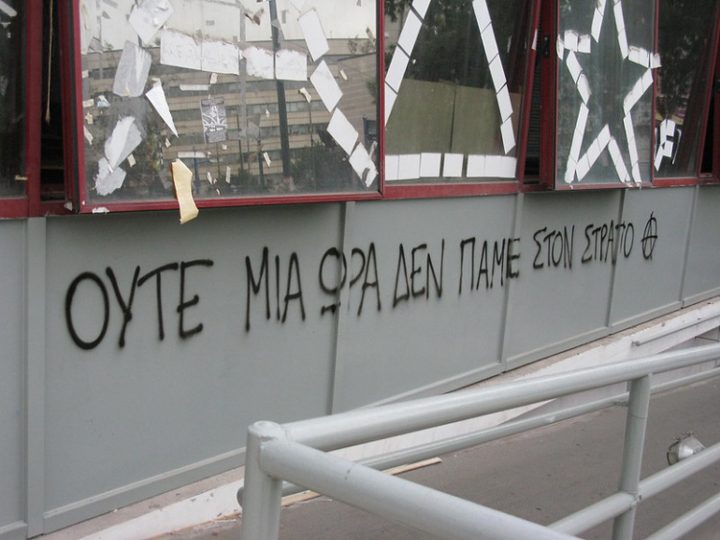 ΟΥΤΕ ΜΙΑ ΩΡΑ ΔΕΝ ΠΑΜΕ ΣΤΟΝ ΣΤΡΑΤΟ Ⓐ